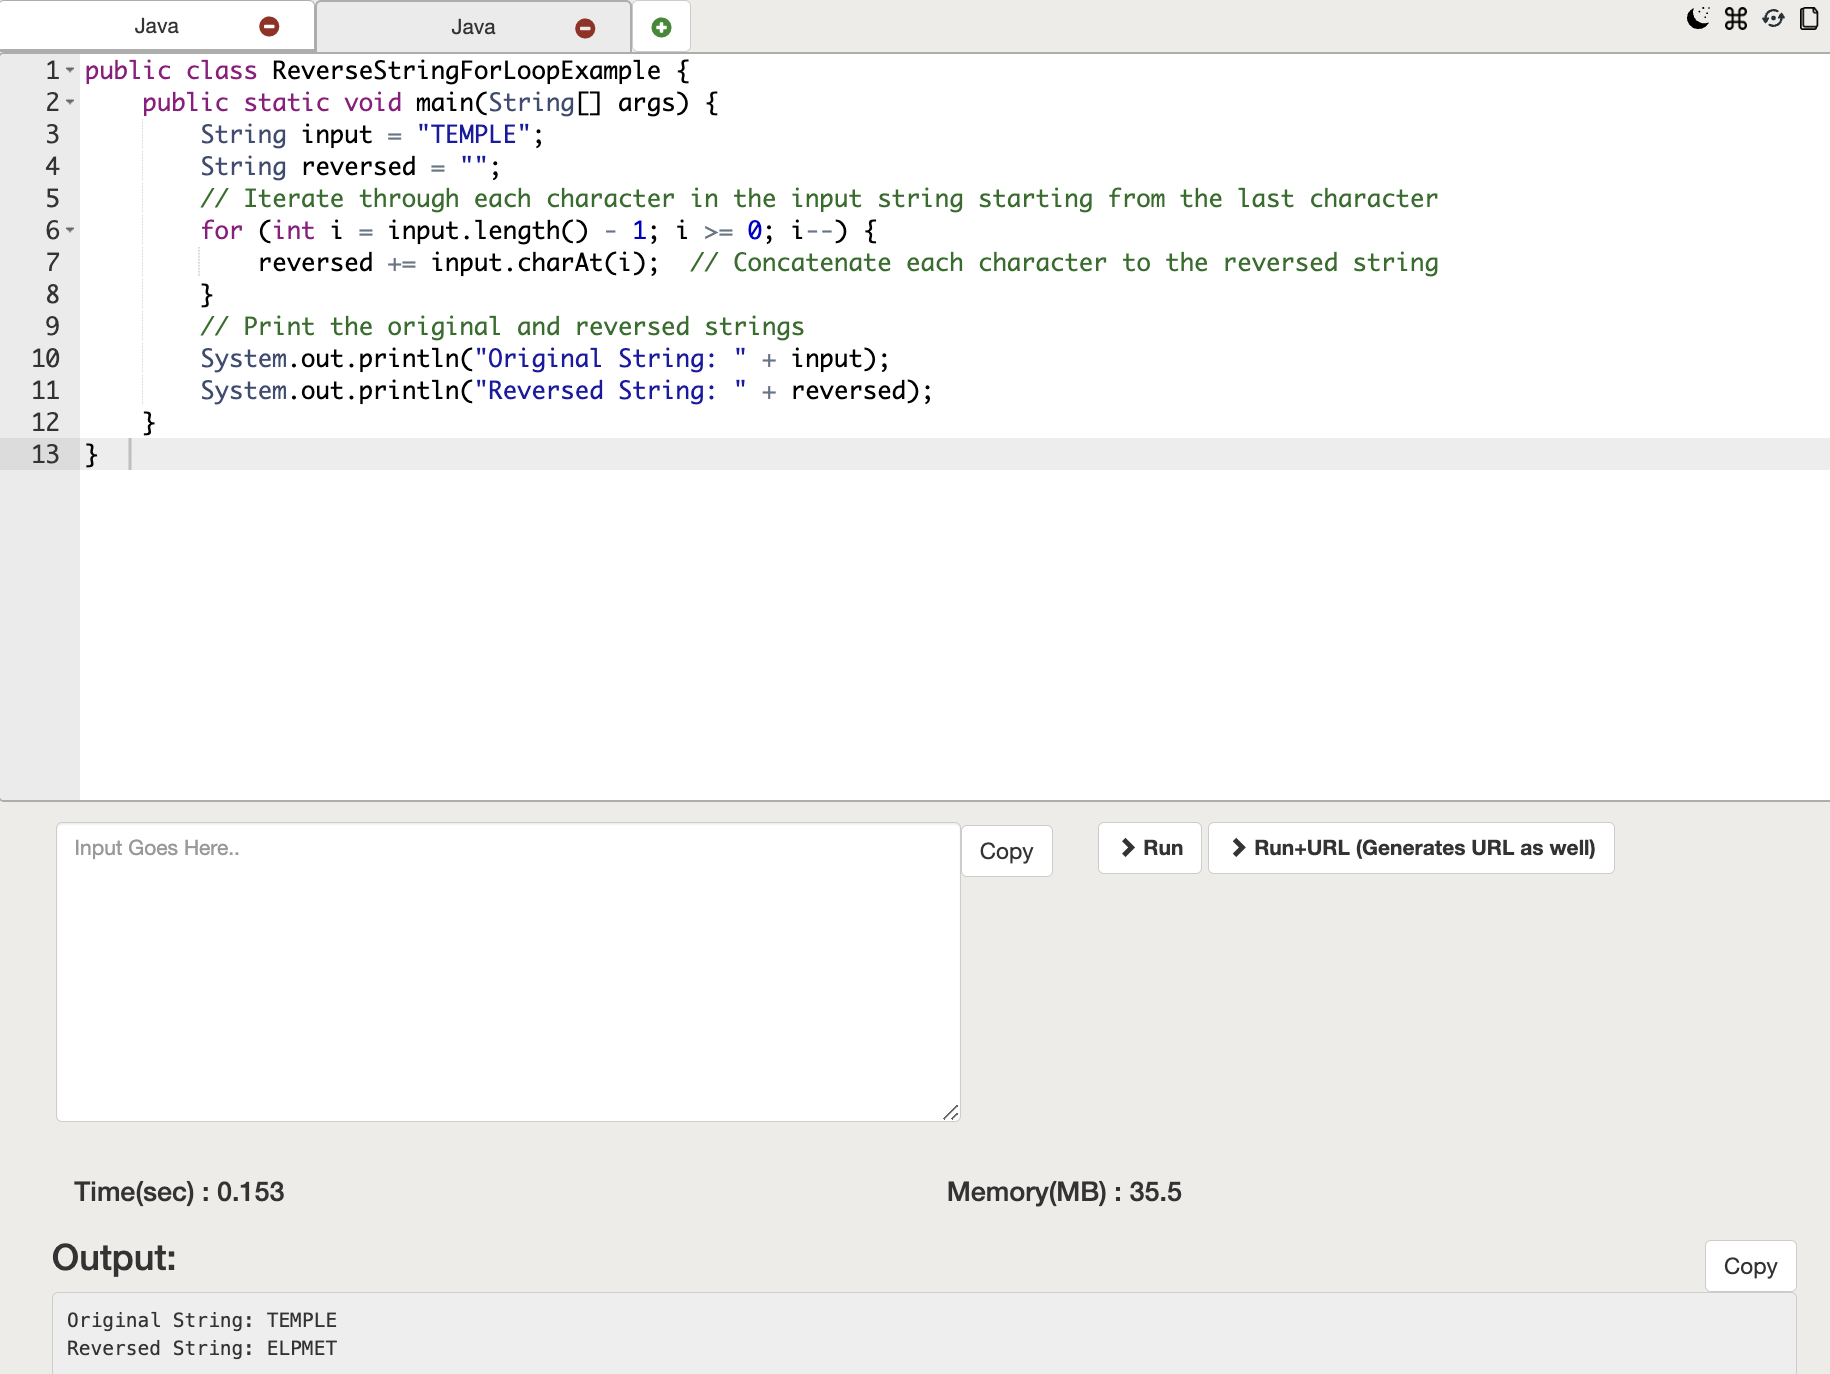 Java
Java
1 public class ReverseStringForLoopExample {
2     public static void main(String[] args) {
3         String input = "TEMPLE";
4         String reversed = "";
5         // Iterate through each character in the input string starting from the last character
6         for (int i = input.length() - 1; i >= 0; i--) {
7             reversed += input.charAt(i);  // Concatenate each character to the reversed string
8         }
9         // Print the original and reversed strings
10         System.out.println("Original String: " + input);
11         System.out.println("Reversed String: " + reversed);
12     }
13 }
Input Goes Here..
Copy
Run
Run+URL (Generates URL as well)
Time(sec) : 0.153
Memory(MB) : 35.5
Output:
Copy
Original String: TEMPLE
Reversed String: ELPMET